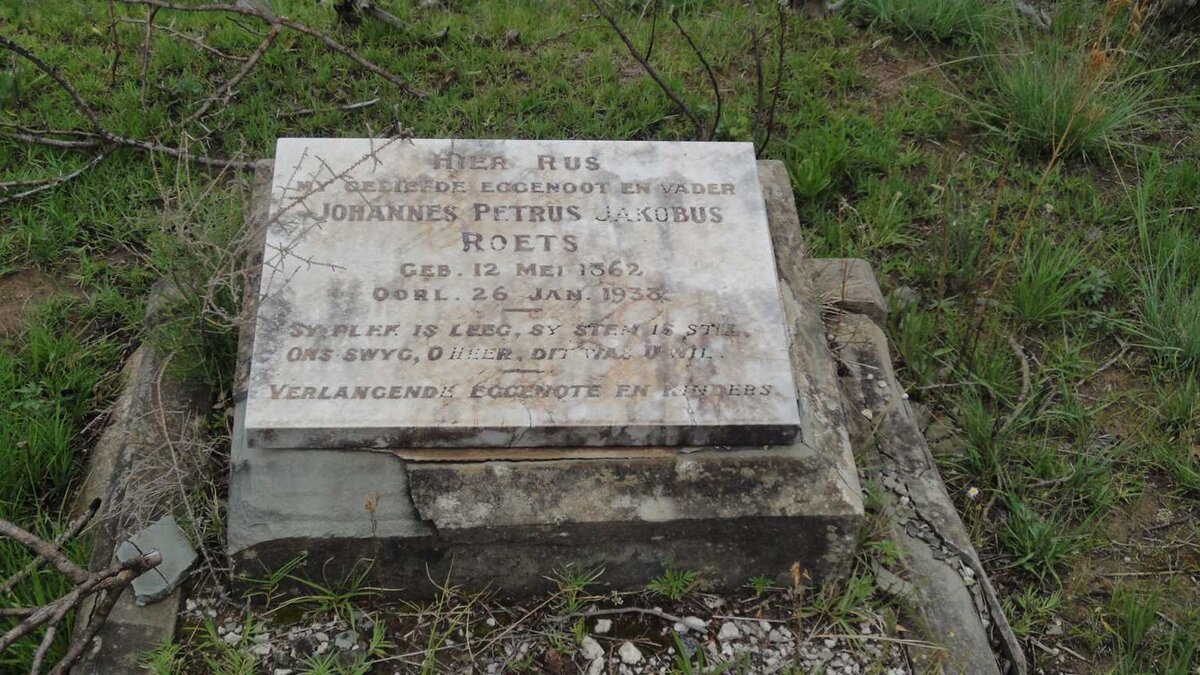 HIER RUS
MY GELIEFDE EGGENOOT EN VADER
JOHANNES PETRUS JAKOBUS
ROETS
GEB. 12 MEI 1862
OORL. 26 JAN. 1938.
SY PLEK IS LEEG, SY STEM IS STIL.
ONS SWYG, O HEER, DIT WAS U WIL.
VERLANGENDE EGGENOTE EN KINDERS